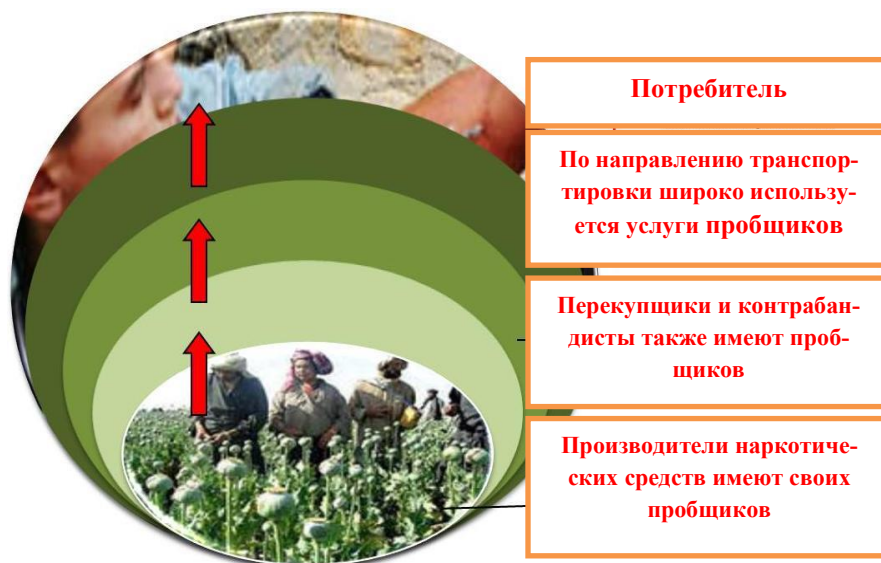 Потребитель
По направлению транспор-
тировки широко использу-
ется услуги пробщиков
Перекупщики и контрабан-
дисты также имеют проб-
щиков
Производители наркотиче-
ских средств имеют своих
пробщиков